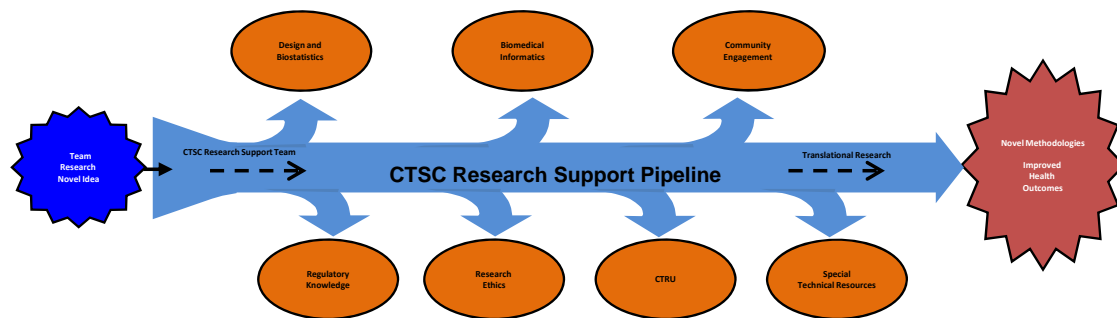 Design and
Biostatistics
Biomedical
Informatics
Community
Engagement
Team
Research
Novel Idea
CTSC Research Support Team
CTSC Research Support Pipeline
Translational Research
Novel Methodologies
Improved
Health
Outcomes
Regulatory
Knowledge
Research
Ethics
CTRU
Special
Technical Resources